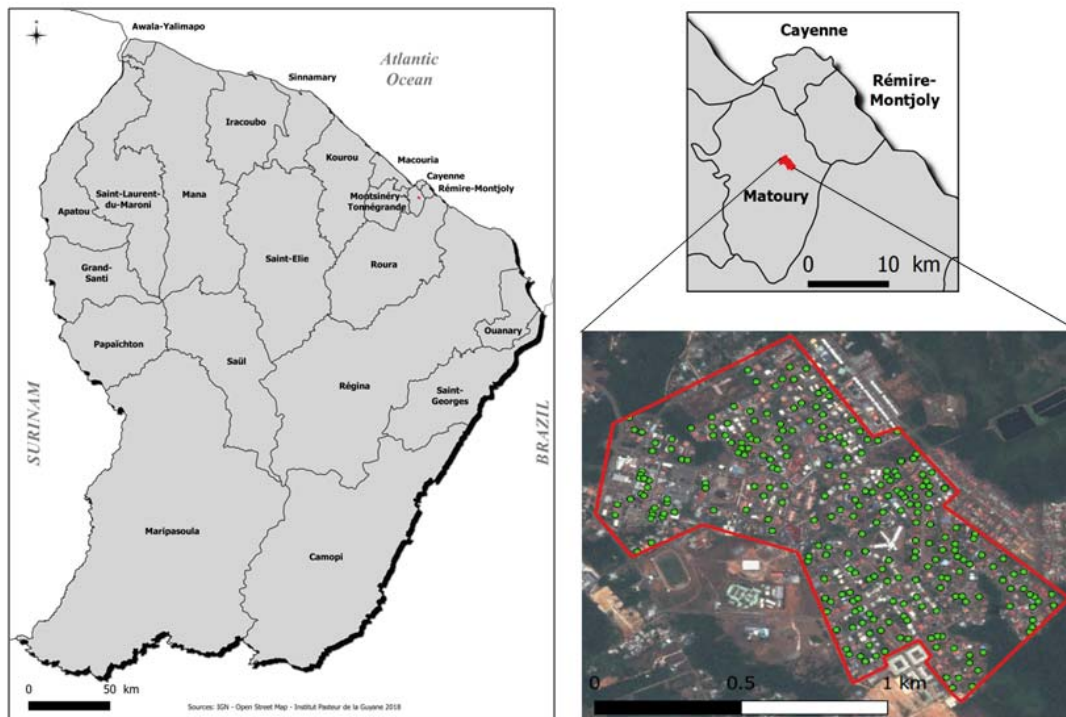 Awala-Yalimapo
Atlantic
Ocean
Sinnamary
Iracoubo
Kourou
Macouria
Cayenne
Rémire-Montjoly
Saint-Laurent-
du-Maroni
Mana
Montsinéry-
Tonnégrande
Apatou
Saint-Elie
Roura
Grand-
Santi
Ouanary
Papaïchton
Saül
Régina
Saint-
Georges
SURINAM
BRAZIL
Maripasoula
Camopi
0 50 km
Sources: IGN - Open Street Map - Institut Pasteur de la Guyane 2018
Cayenne
Rémire-
Montjoly
Matoury
0 10 km
0 0.5 1 km